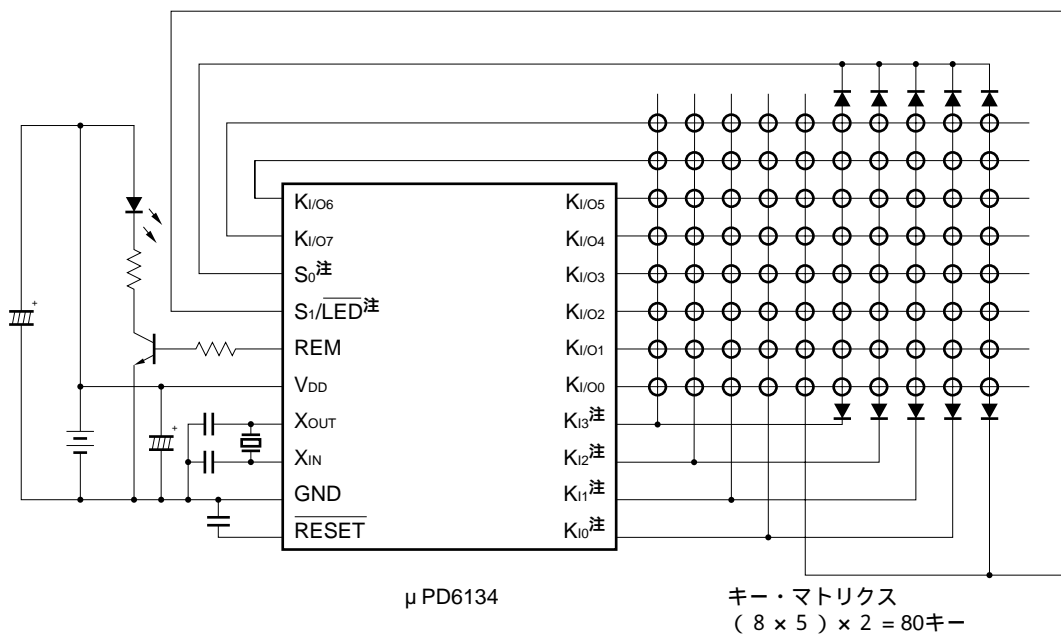 KI/O6
KI/O7
S0注
S1/LED注
REM
VDD
XOUT
XIN
GND
RESET
KI/O5
KI/O4
KI/O3
KI/O2
KI/O1
KI/O0
KI3注
KI2注
KI1注
KI0注
+
+
μPD6134
キー・マトリクス
(8×5)×2=80キー